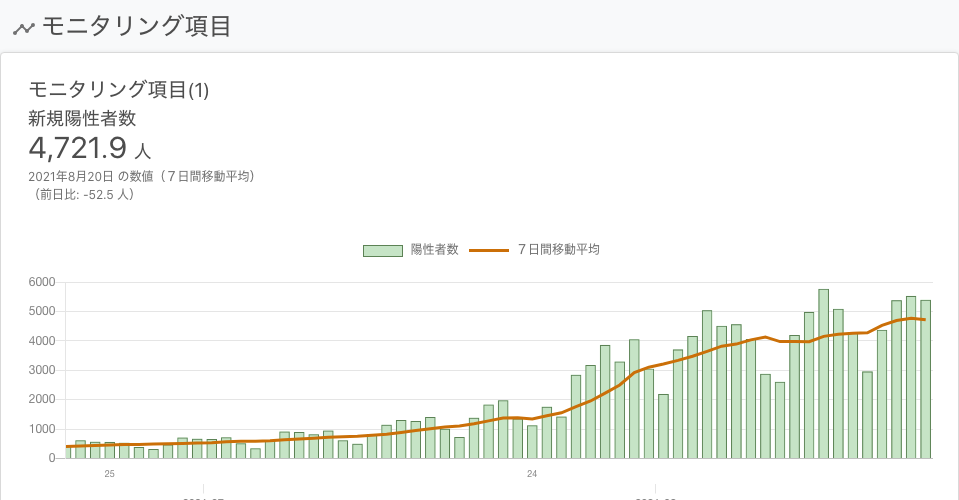 モニタリング項目
モニタリング項目(1)
新規陽性者数
4,721.9 人
2021年8月20日 の数値（７日間移動平均）
（前日比: -52.5 人）
陽性者数 ７日間移動平均
6000
5000
4000
3000
2000
1000
0
25 24